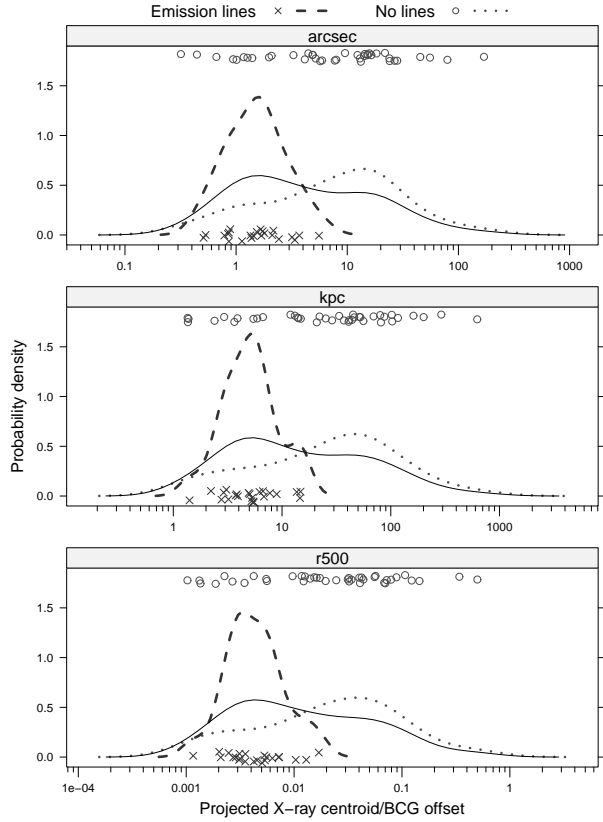 Emission lines × No lines ○
arcsec
1.5
1.0
0.5
0.0
0.1 1 10 100 1000
kpc
1.5
1.0
0.5
0.0
1 10 100 1000
Probability density
r500
1.5
1.0
0.5
0.0
1e−04 0.001 0.01 0.1 1
Projected X−ray centroid/BCG offset